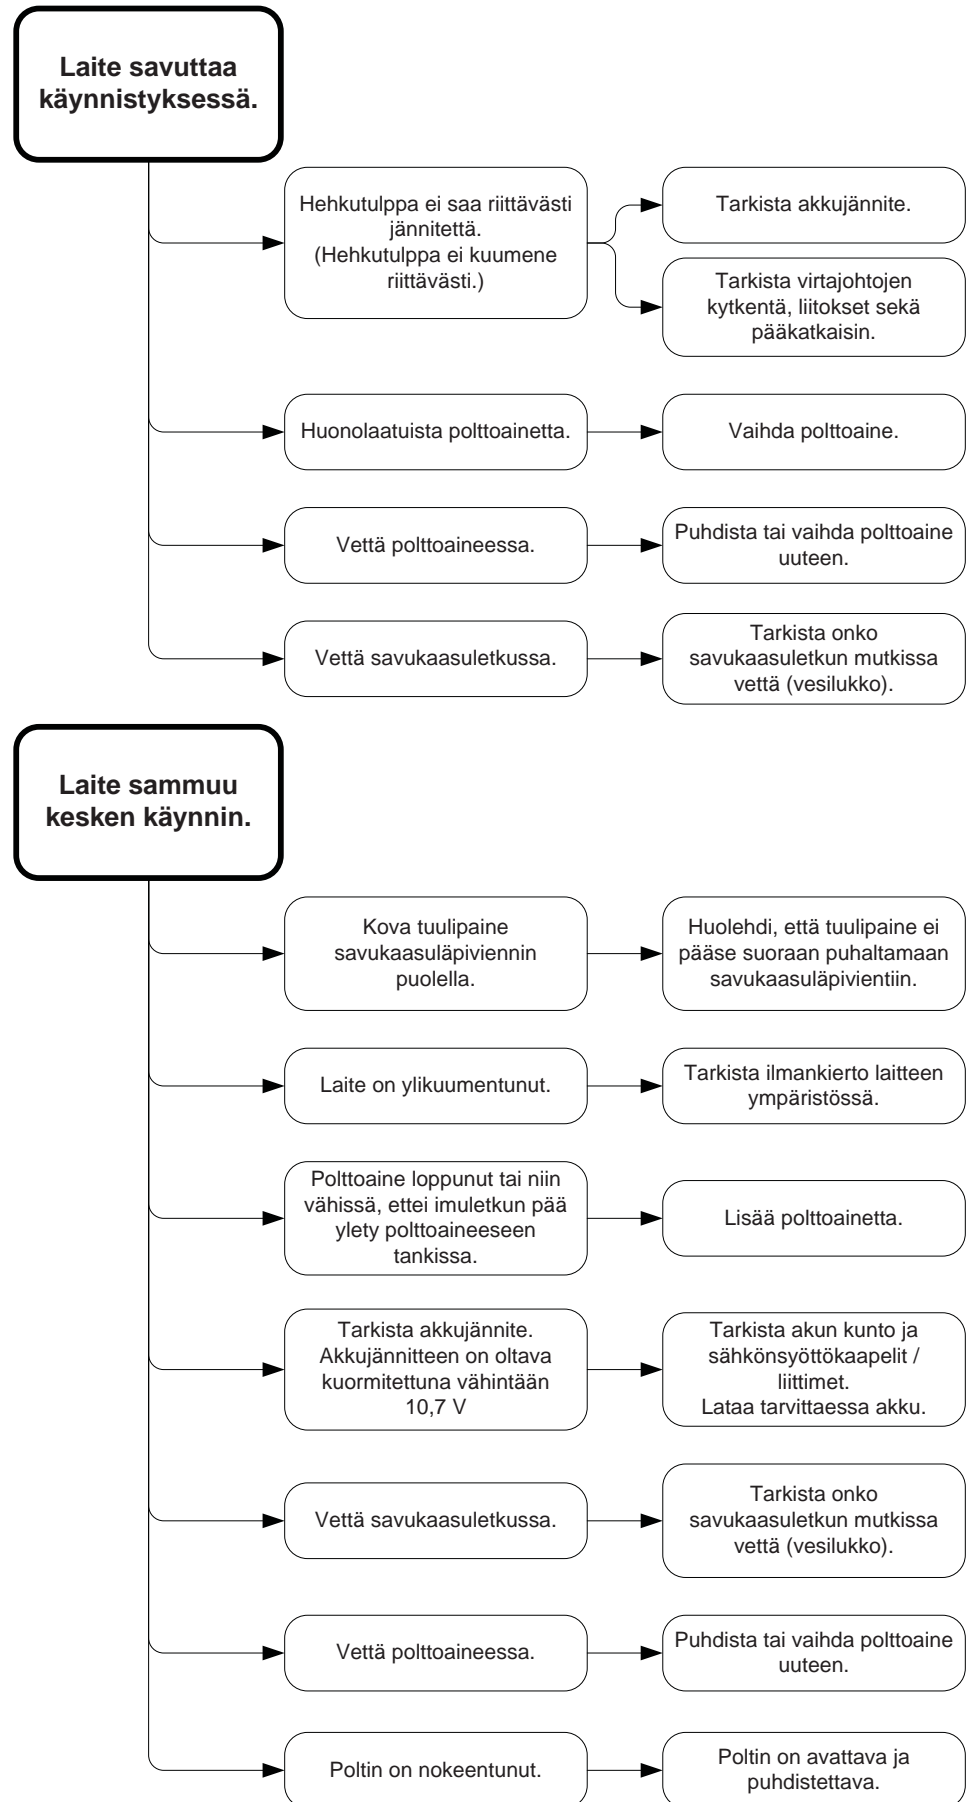 Laite savuttaa
käynnistyksessä.
Hehkutulppa ei saa riittävästi
jännitettä.
(Hehkutulppa ei kuumene
riittävästi.)
Tarkista akkujännite.
Tarkista virtajohtojen
kytkentä, liitokset sekä
pääkatkaisin.
Huonolaatuista polttoainetta.
Vaihda polttoaine.
Vettä polttoaineessa.
Puhdista tai vaihda polttoaine
uuteen.
Vettä savukaasuletkussa.
Tarkista onko
savukaasuletkun mutkissa
vettä (vesilukko).
Laite sammuu
kesken käynnin.
Kova tuulipaine
savukaasuläpiviennin
puolella.
Huolehdi, että tuulipaine ei
pääse suoraan puhaltamaan
savukaasuläpivientiin.
Laite on ylikuumentunut.
Tarkista ilmankierto laitteen
ympäristössä.
Polttoaine loppunut tai niin
vähissä, ettei imuletkun pää
ylety polttoaineeseen
tankissa.
Lisää polttoainetta.
Tarkista akkujännite.
Akkujännitteen on oltava
kuormitettuna vähintään
10,7 V
Tarkista akun kunto ja
sähkönsyöttökaapelit /
liittimet.
Lataa tarvittaessa akku.
Vettä savukaasuletkussa.
Tarkista onko
savukaasuletkun mutkissa
vettä (vesilukko).
Vettä polttoaineessa.
Puhdista tai vaihda polttoaine
uuteen.
Poltin on nokeentunut.
Poltin on avattava ja
puhdistettava.